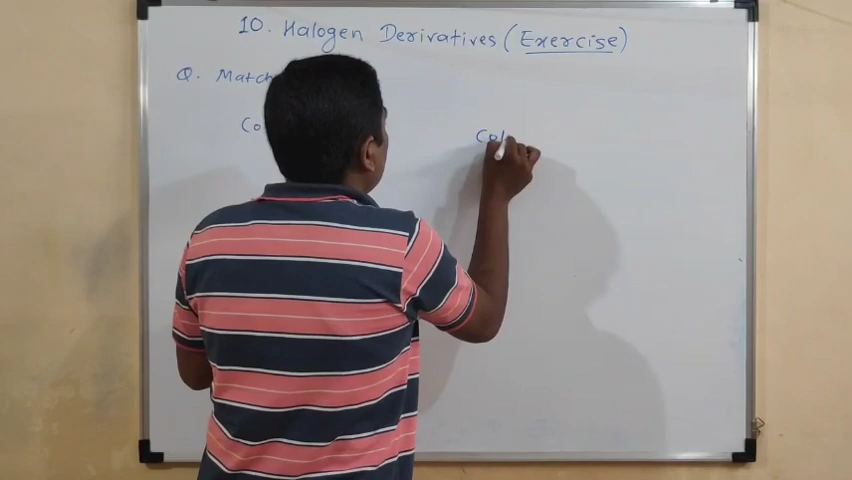 10. Halogen Derivatives (Exercise)
Q. Match
Co Col